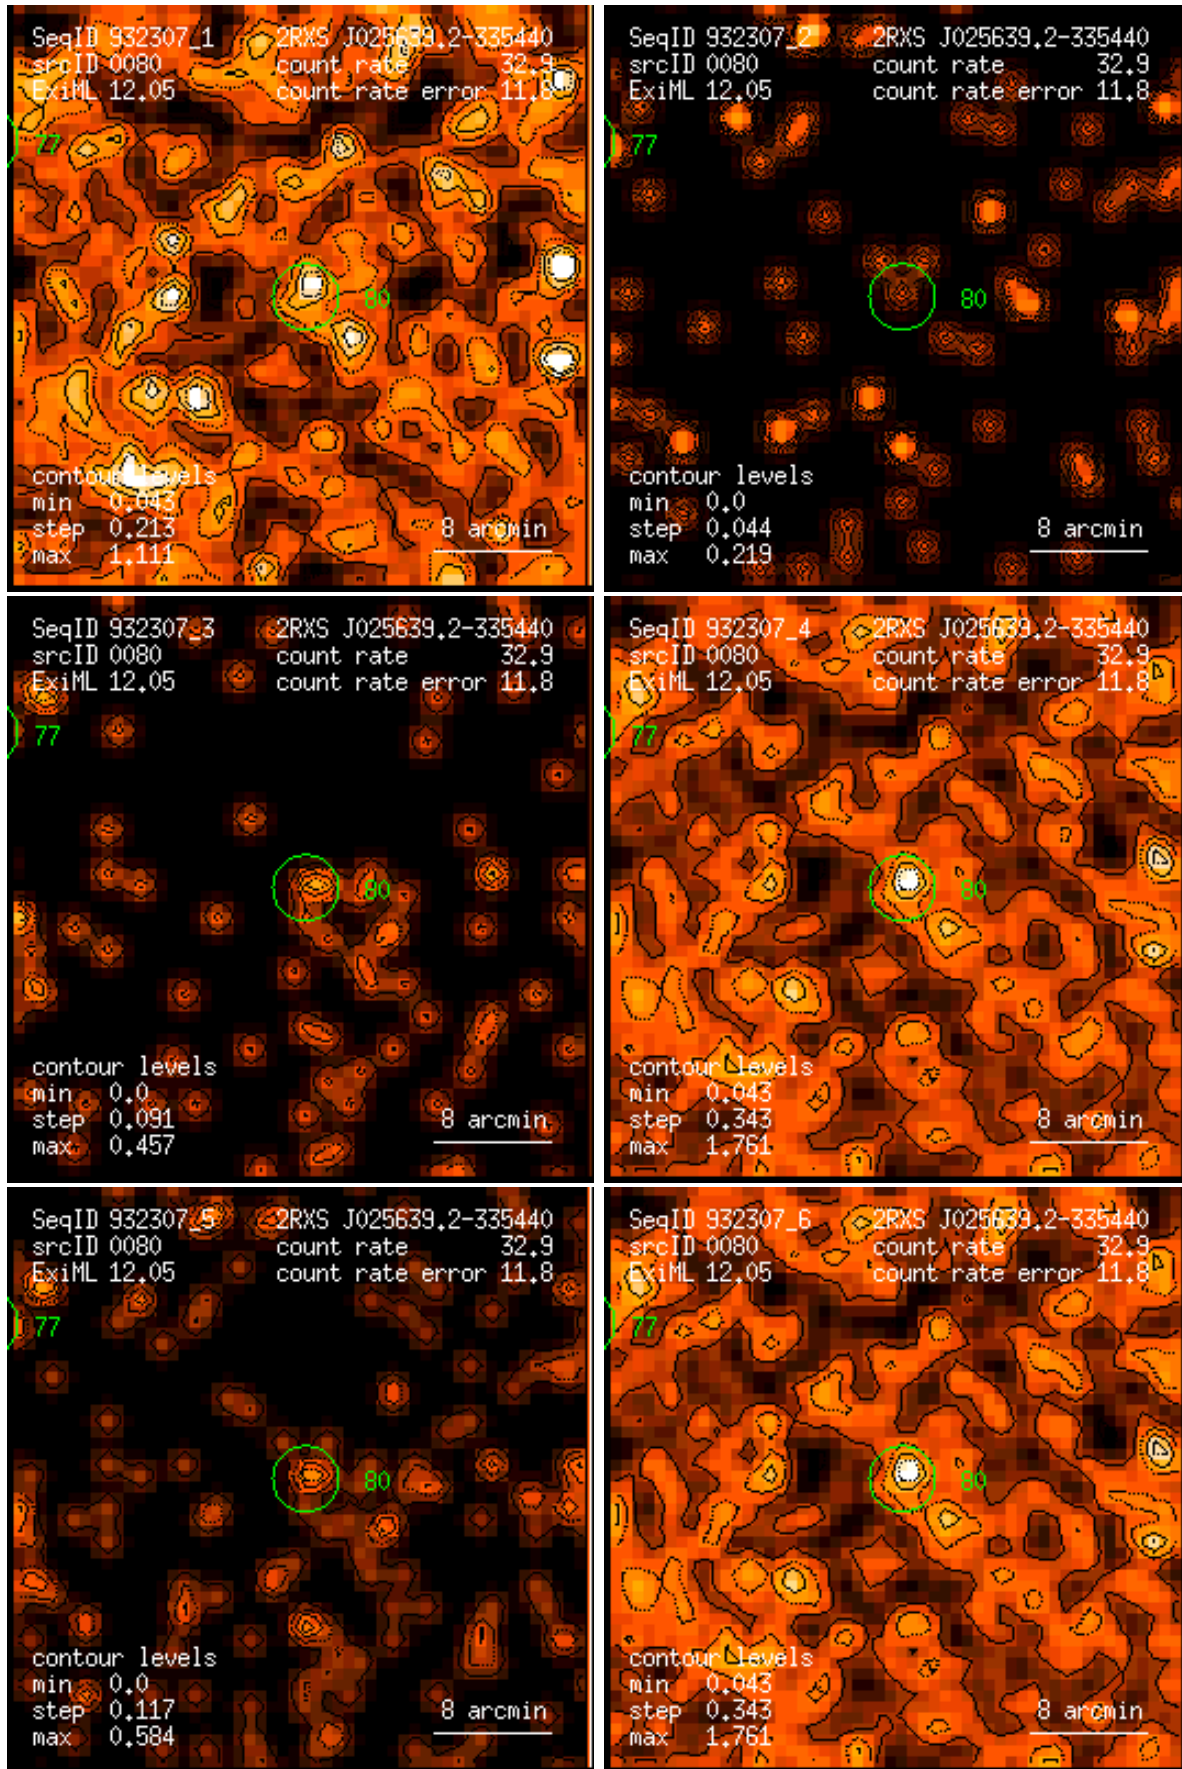 SeqID 932307_1 2RXS J025639.2-335440
srcID 0080 count rate 32.9
ExiML 12.05 count rate error 11.8
77
80
contour levels
min 0.043
step 0.213 8 arcmin
max 1.111
SeqID 932307_2 2RXS J025639.2-335440
srcID 0080 count rate 32.9
ExiML 12.05 count rate error 11.8
77
80
contour levels
min 0.0
step 0.044 8 arcmin
max 0.219
SeqID 932307_3 2RXS J025639.2-335440
srcID 0080 count rate 32.9
ExiML 12.05 count rate error 11.8
77
80
contour levels
min 0.0
step 0.091 8 arcmin
max 0.457
SeqID 932307_4 2RXS J025639.2-335440
srcID 0080 count rate 32.9
ExiML 12.05 count rate error 11.8
77
80
contour levels
min 0.043
step 0.343 8 arcmin
max 1.761
SeqID 932307_5 2RXS J025639.2-335440
srcID 0080 count rate 32.9
ExiML 12.05 count rate error 11.8
77
80
contour levels
min 0.0
step 0.117 8 arcmin
max 0.584
SeqID 932307_6 2RXS J025639.2-335440
srcID 0080 count rate 32.9
ExiML 12.05 count rate error 11.8
77
80
contour levels
min 0.043
step 0.343 8 arcmin
max 1.761